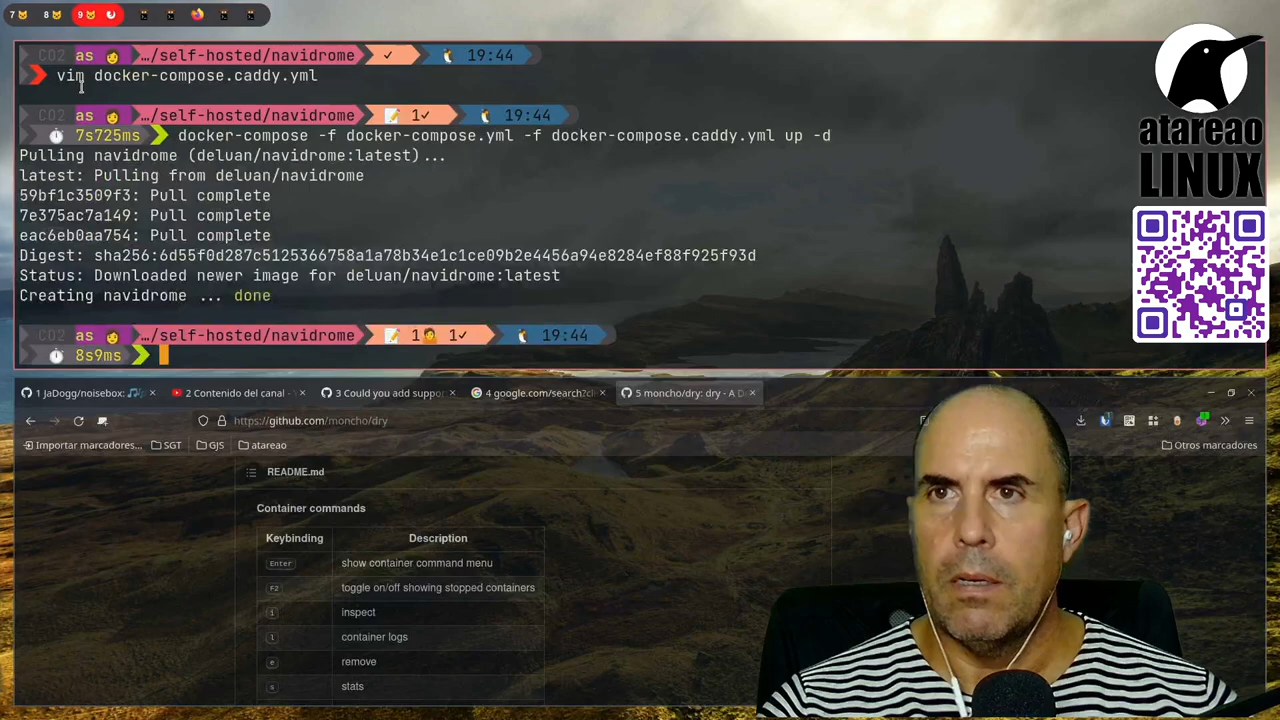 7 8 9
CO2 as …/self-hosted/navidrome ✓ 19:44
vim docker-compose.caddy.yml
CO2 as …/self-hosted/navidrome 1✓ 19:44
7s725ms docker-compose -f docker-compose.yml -f docker-compose.caddy.yml up -d
Pulling navidrome (deluan/navidrome:latest)...
latest: Pulling from deluan/navidrome
59bf1c3509f3: Pull complete
7e375ac7a149: Pull complete
eac6eb0aa754: Pull complete
Digest: sha256:6d55f0d287c5125366758a1a78b34e1c1ce09b2e4456a94e8284ef88f925f93d
Status: Downloaded newer image for deluan/navidrome:latest
Creating navidrome ... done
CO2 as …/self-hosted/navidrome 1 1✓ 19:44
8s9ms
atareao
LINUX
1 JaDogg/noisebox: 2 Contenido del canal - 3 Could you add suppor 4 google.com/search?cli 5 moncho/dry: dry - A D
https://github.com/moncho/dry
Importar marcadores... SGT GJS atareao Otros marcadores
README.md
Container commands
Keybinding Description
Enter show container command menu
F2 toggle on/off showing stopped containers
i inspect
l container logs
e remove
s stats